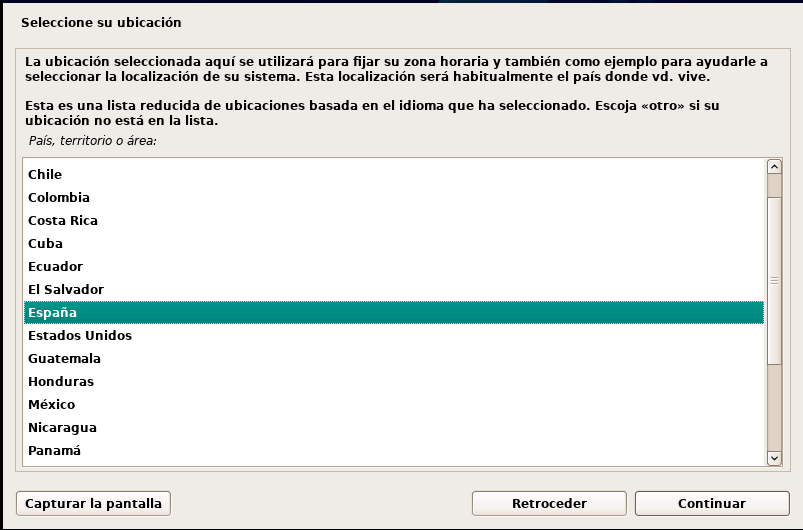 Seleccione su ubicación
La ubicación seleccionada aquí se utilizará para fijar su zona horaria y también como ejemplo para ayudarle a
seleccionar la localización de su sistema. Esta localización será habitualmente el país donde vd. vive.
Esta es una lista reducida de ubicaciones basada en el idioma que ha seleccionado. Escoja «otro» si su
ubicación no está en la lista.
País, territorio o área:
Chile
Colombia
Costa Rica
Cuba
Ecuador
El Salvador
España
Estados Unidos
Guatemala
Honduras
México
Nicaragua
Panamá
Capturar la pantalla
Retroceder
Continuar